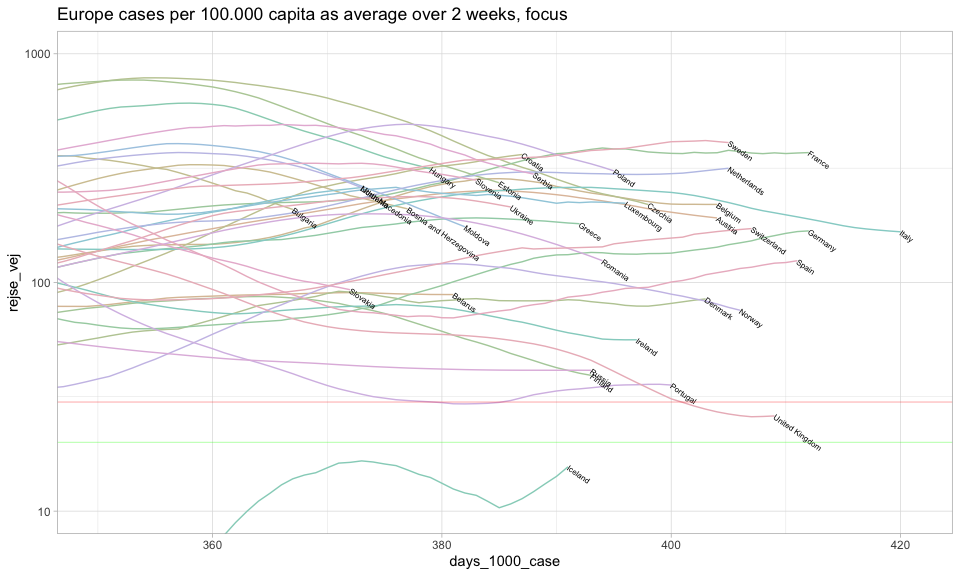 Europe cases per 100.000 capita as average over 2 weeks, focus
1000
100
10
rejse_vej
Sweden
France
Croatia
Hungary
Slovenia
Estonia
Serbia
Poland
Netherlands
Bulgaria
Macedonia
Bosnia and Herzegovina
Moldova
Ukraine
Greece
Luxembourg
Czechia
Belgium
Austria
Switzerland
Germany
Italy
Romania
Spain
Slovakia
Belarus
Denmark
Norway
Ireland
Russia
Finland
Portugal
United Kingdom
Iceland
360
380
400
420
days_1000_case